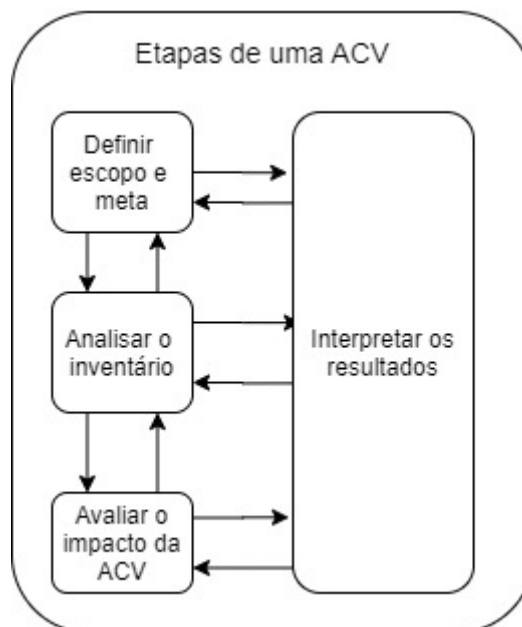 Etapas de uma ACV
Definir
escopo e
meta
Analisar o
inventário
Interpretar os
resultados
Avaliar o
impacto da
ACV